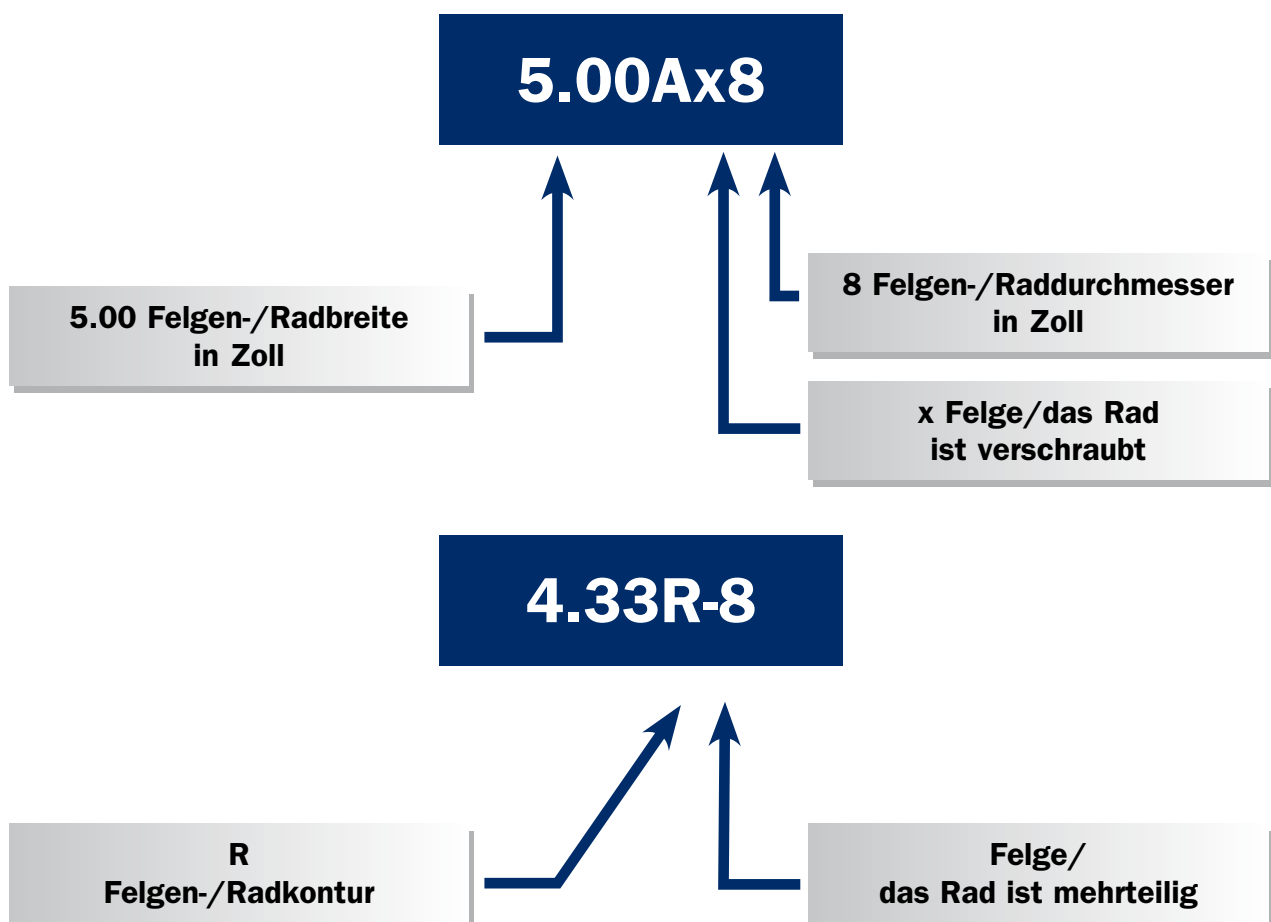 5.00Ax8
5.00 Felgen-/Radbreite
in Zoll
8 Felgen-/Raddurchmesser
in Zoll
x Felge/das Rad
ist verschraubt
4.33R-8
R
Felgen-/Radkontur
Felge/
das Rad ist mehrteilig